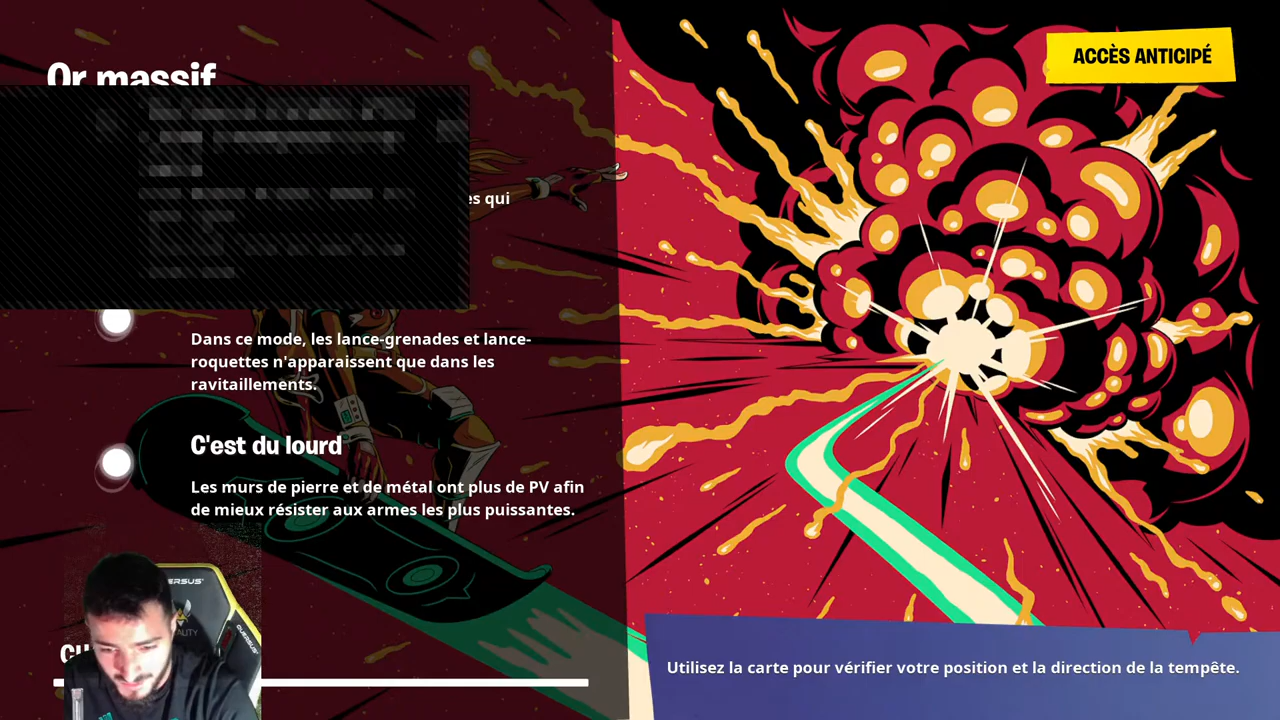 Or massif
ACCÈS ANTICIPÉ
es qui
Dans ce mode, les lance-grenades et lance-
roquettes n'apparaissent que dans les
ravitaillements.
C'est du lourd
Les murs de pierre et de métal ont plus de PV afin
de mieux résister aux armes les plus puissantes.
Utilisez la carte pour vérifier votre position et la direction de la tempête.